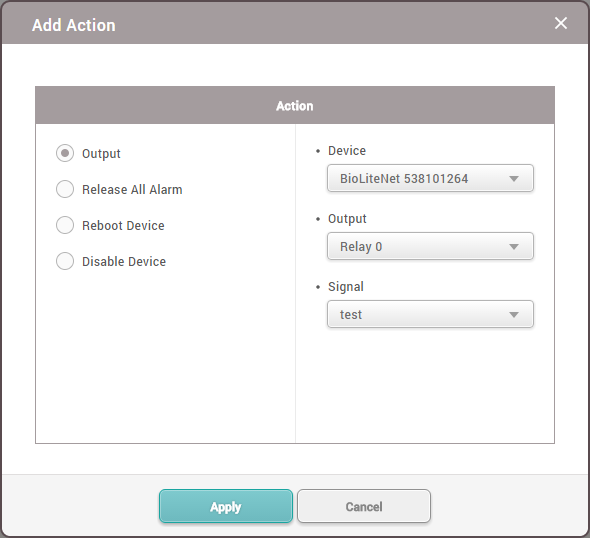 Add Action
Action
Output
Release All Alarm
Reboot Device
Disable Device
• Device
BioLiteNet 538101264
• Output
Relay 0
• Signal
test
Apply
Cancel